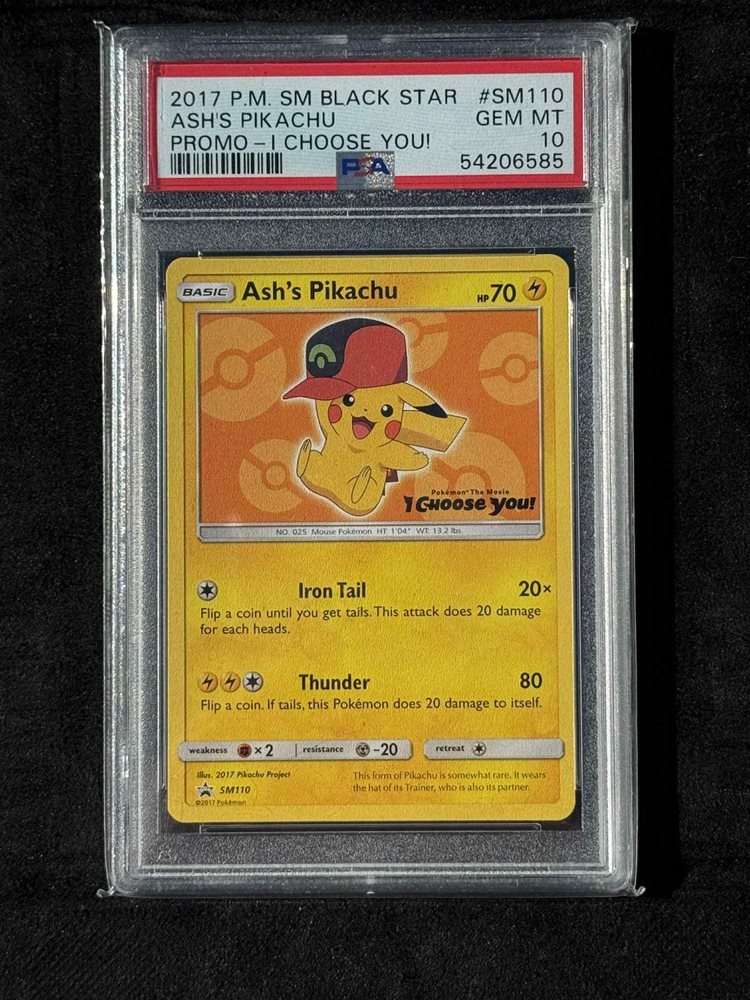 2017 P.M. SM BLACK STAR #SM110
ASH'S PIKACHU GEM MT
PROMO-I CHOOSE YOU! 10
PSA 54206585
BASIC Ash's Pikachu HP70
Pokémon The Movie
I Choose You!
NO. 025 Mouse Pokémon HT: 1'04" WT: 13.2 lbs.
Iron Tail 20×
Flip a coin until you get tails. This attack does 20 damage
for each heads.
Thunder 80
Flip a coin. If tails, this Pokémon does 20 damage to itself.
weakness ×2 resistance -20 retreat
Illus. 2017 Pikachu Project
SM110
©2017 Pokémon
This form of Pikachu is somewhat rare. It wears
the hat of its Trainer, who is also its partner.